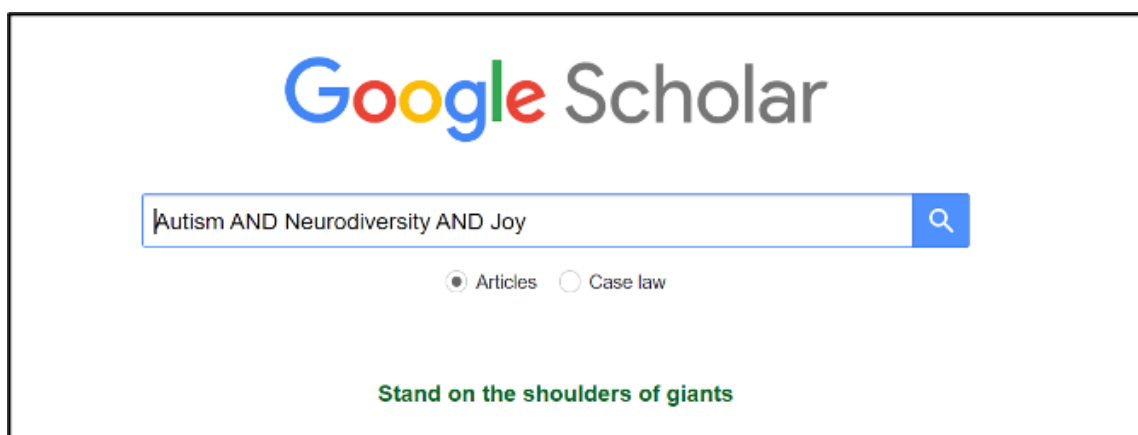 Google Scholar
Autism AND Neurodiversity AND Joy
Articles Case law
Stand on the shoulders of giants